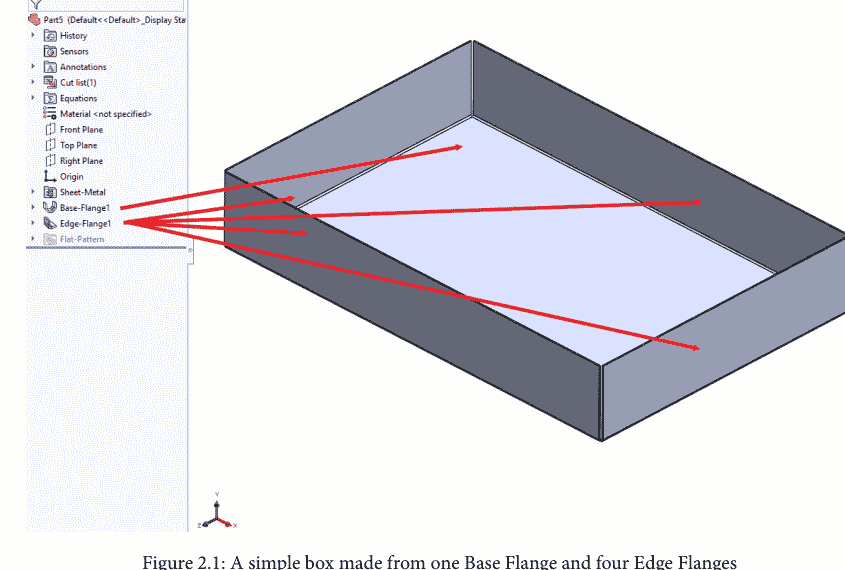 Part5 (Default<<Default>_Display Sta
History
Sensors
Annotations
Cut list(1)
Equations
Material <not specified>
Front Plane
Top Plane
Right Plane
Origin
Sheet-Metal
Base-Flange1
Edge-Flange1
Flat-Pattern
Y
Z
X
Figure 2.1: A simple box made from one Base Flange and four Edge Flanges